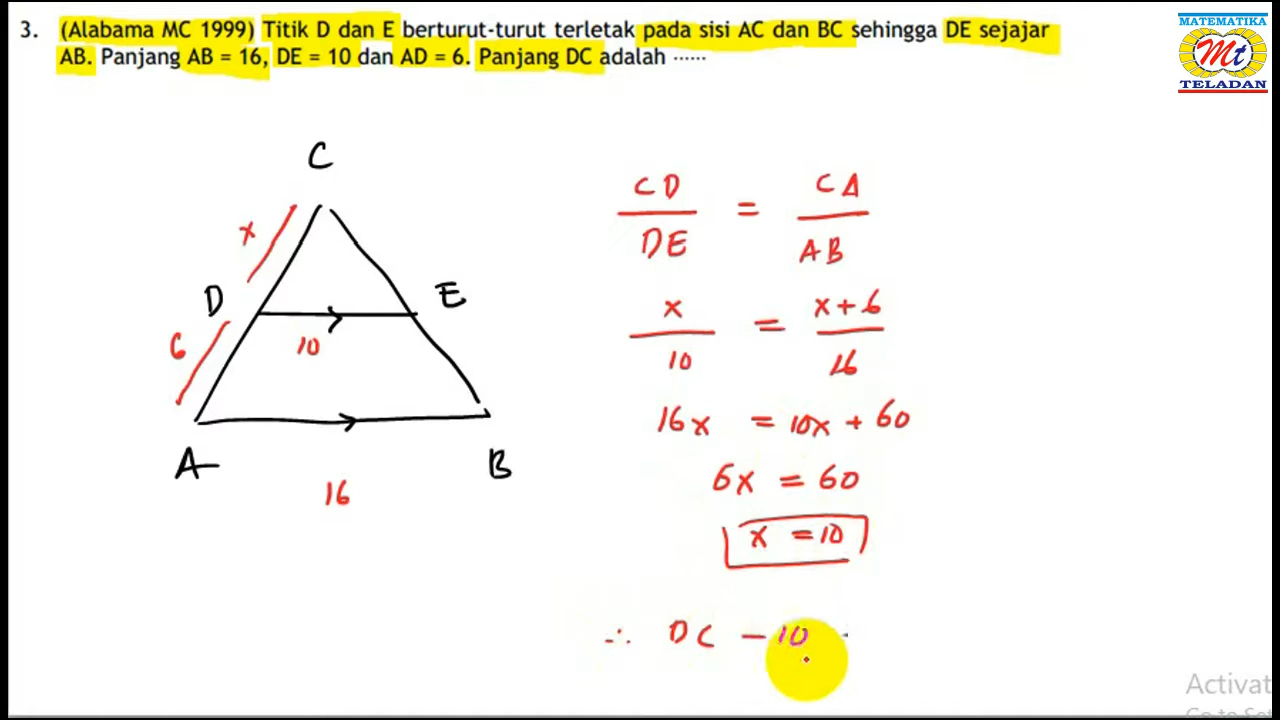 3. (Alabama MC 1999) Titik D dan E berturut-turut terletak pada sisi AC dan BC sehingga DE sejajar
AB. Panjang AB = 16, DE = 10 dan AD = 6. Panjang DC adalah ······
MATEMATIKA
Mt
TELADAN
C
x
D
E
6
10
A
B
16
CD / DE = CA / AB
x / 10 = x + 6 / 16
16x = 10x + 60
6x = 60
x = 10
∴ DC = 10
Activat